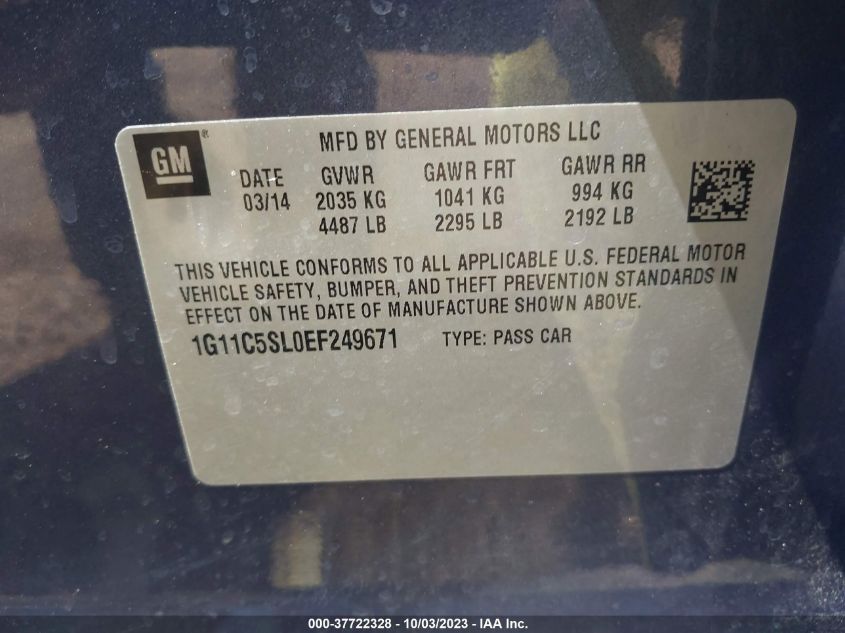 GM ®
MFD BY GENERAL MOTORS LLC
DATE GVWR GAWR FRT GAWR RR
03/14 2035 KG 1041 KG 994 KG
4487 LB 2295 LB 2192 LB
THIS VEHICLE CONFORMS TO ALL APPLICABLE U.S. FEDERAL MOTOR
VEHICLE SAFETY, BUMPER, AND THEFT PREVENTION STANDARDS IN
EFFECT ON THE DATE OF MANUFACTURE SHOWN ABOVE.
1G11C5SL0EF249671 TYPE: PASS CAR
000-37722328 - 10/03/2023 - IAA Inc.